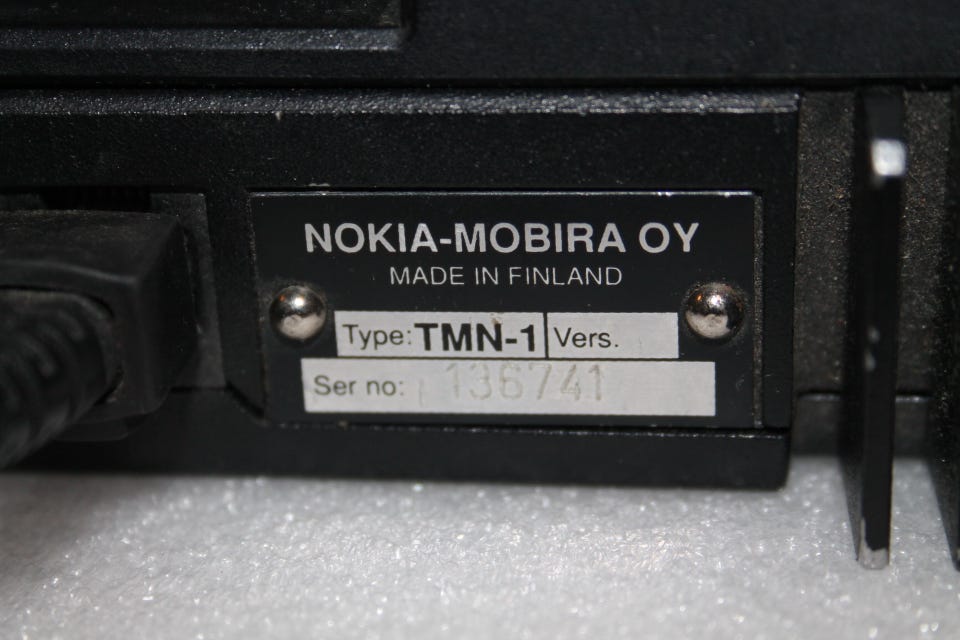 NOKIA-MOBIRA OY
MADE IN FINLAND
Type: TMN-1 Vers.
Ser no: 136741